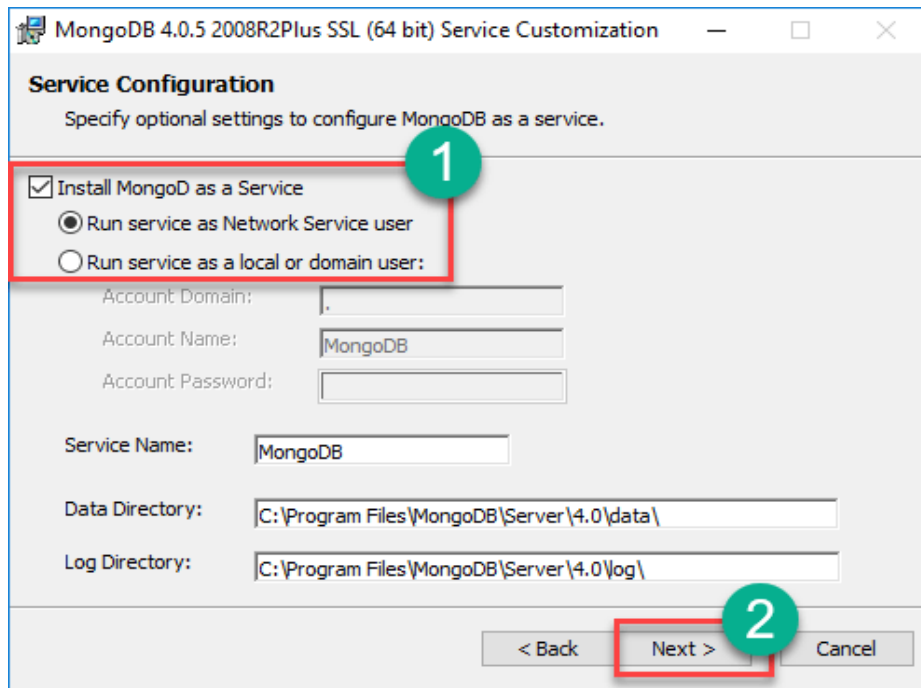 MongoDB 4.0.5 2008R2Plus SSL (64 bit) Service Customization
Service Configuration
Specify optional settings to configure MongoDB as a service.
1
Install MongoD as a Service
Run service as Network Service user
Run service as a local or domain user:
Account Domain: .
Account Name: MongoDB
Account Password:
Service Name: MongoDB
Data Directory: C:\Program Files\MongoDB\Server\4.0\data\
Log Directory: C:\Program Files\MongoDB\Server\4.0\log\
2
< Back Next > Cancel